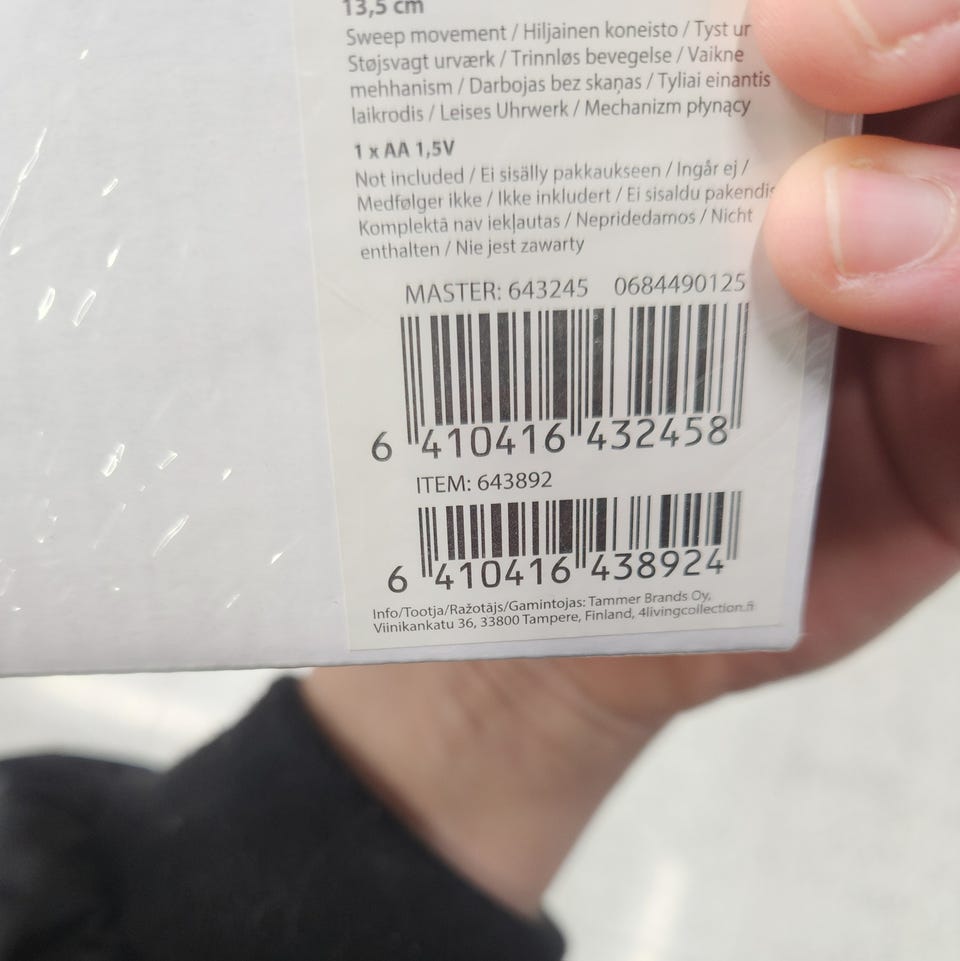 13,5 cm
Sweep movement / Hiljainen koneisto / Tyst ur
Støjsvagt urværk / Trinnløs bevegelse / Vaikne
mehhanism / Darbojas bez skaņas / Tyliai einantis
laikrodis / Leises Uhrwerk / Mechanizm płynący
1 x AA 1,5V
Not included / Ei sisälly pakkaukseen / Ingår ej /
Medfølger ikke / Ikke inkludert / Ei sisaldu pakendis
Komplektā nav iekļautas / Nepridedamos / Nicht
enthalten / Nie jest zawarty
MASTER: 643245 0684490125
6 410416 432458
ITEM: 643892
6 410416 438924
Info/Tootja/Ražotājs/Gamintojas: Tammer Brands Oy,
Viinikankatu 36, 33800 Tampere, Finland, 4livingcollection.fi